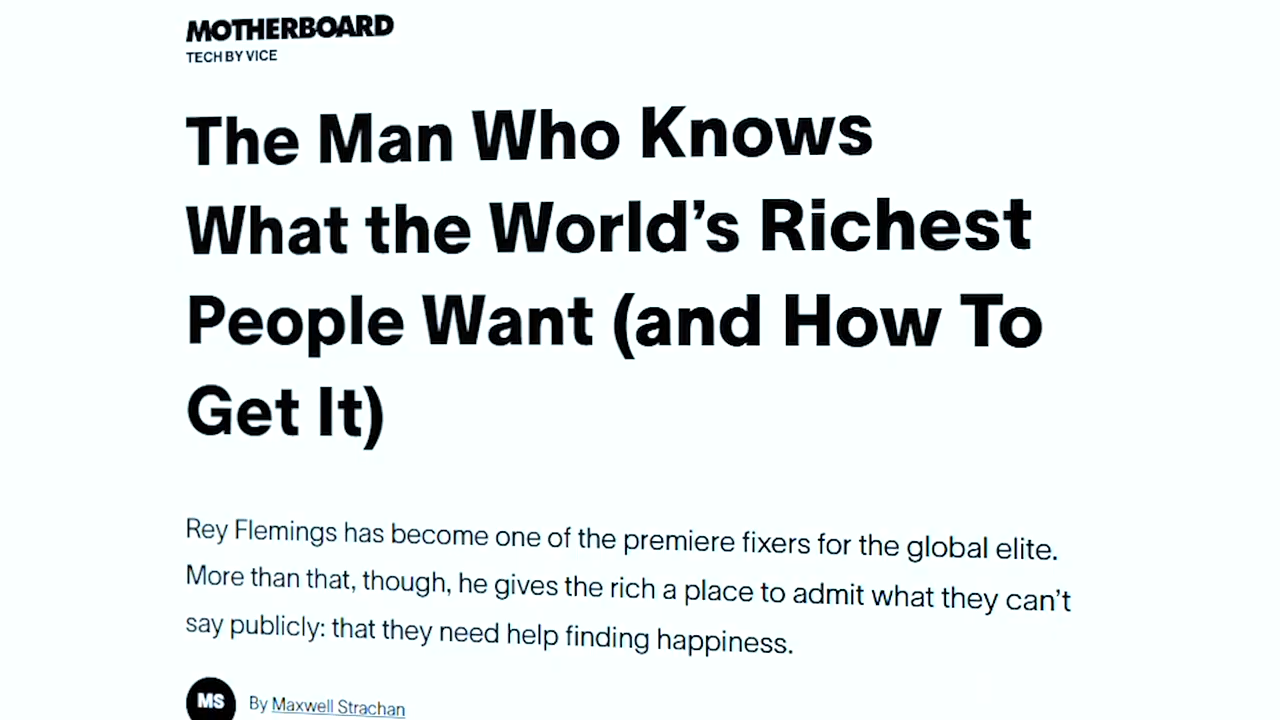 MOTHERBOARD
TECH BY VICE
The Man Who Knows
What the World’s Richest
People Want (and How To
Get It)
Rey Flemings has become one of the premiere fixers for the global elite.
More than that, though, he gives the rich a place to admit what they can’t
say publicly: that they need help finding happiness.
MS
By Maxwell Strachan